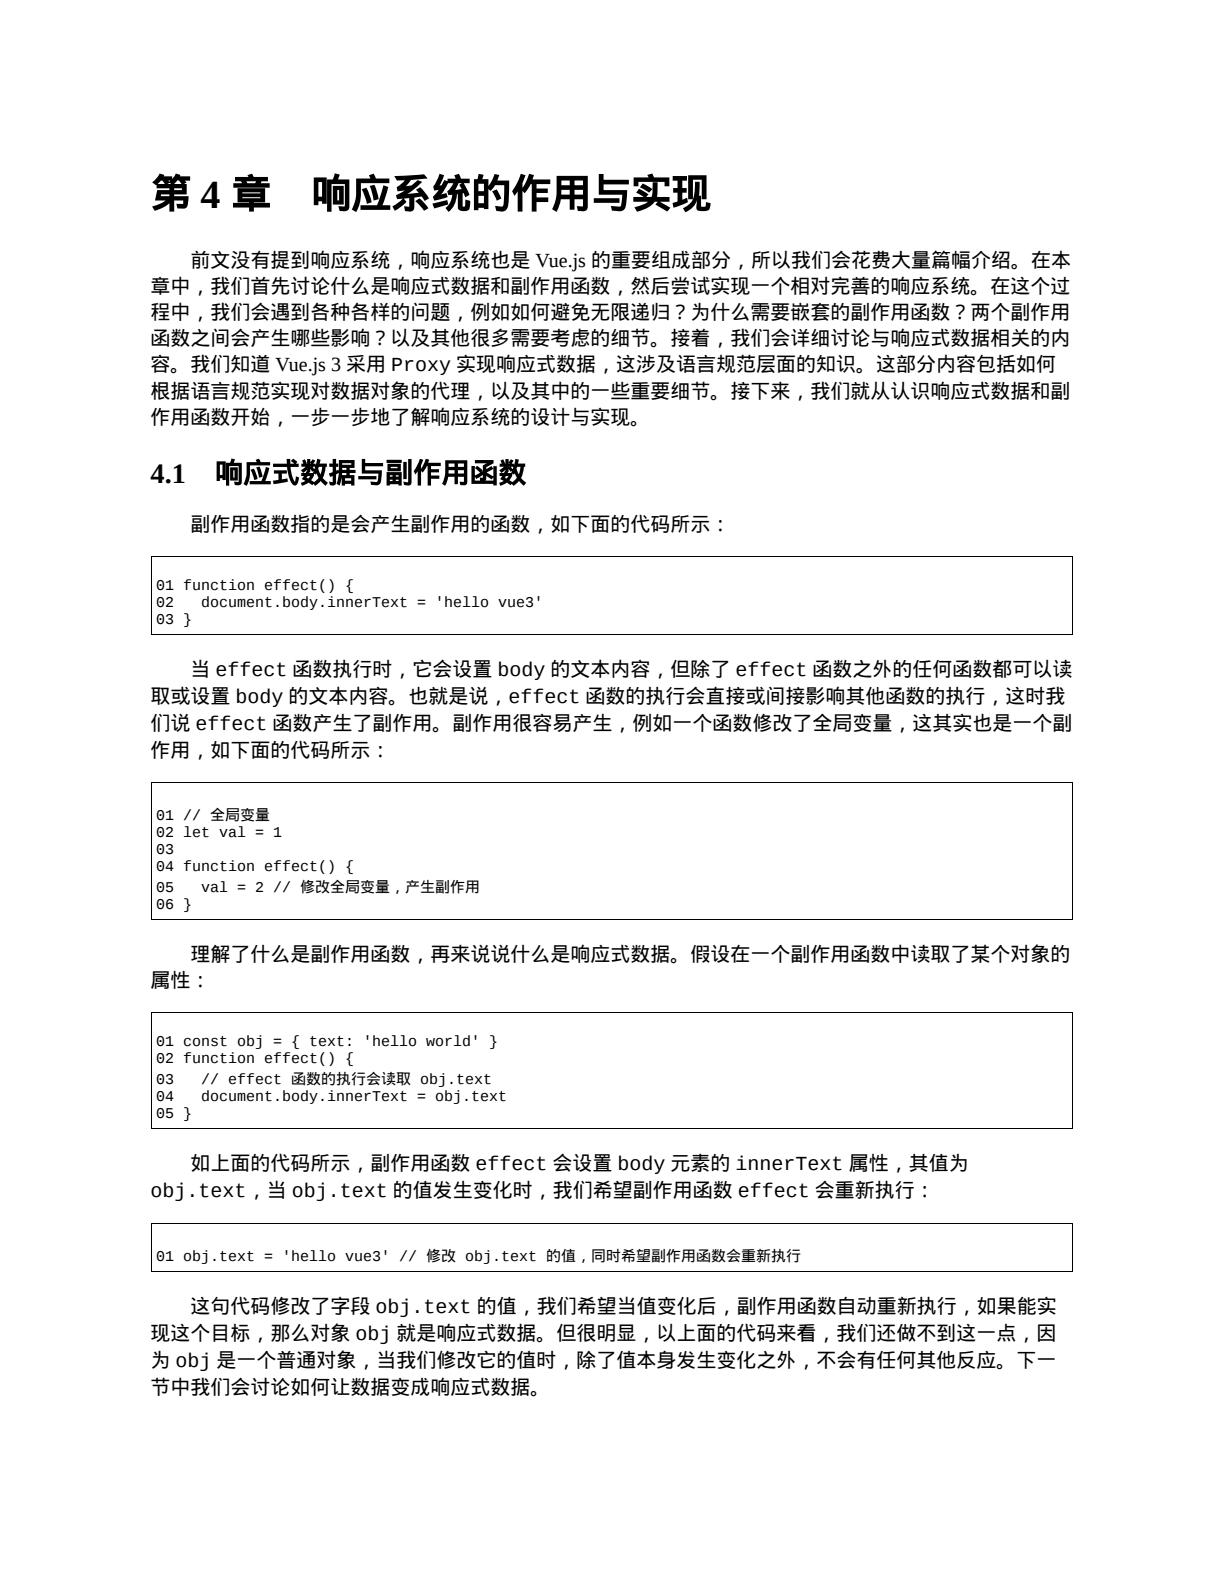 第 4 章　响应系统的作用与实现
前文没有提到响应系统，响应系统也是 Vue.js 的重要组成部分，所以我们会花费大量篇幅介绍。在本
章中，我们首先讨论什么是响应式数据和副作用函数，然后尝试实现一个相对完善的响应系统。在这个过
程中，我们会遇到各种各样的问题，例如如何避免无限递归？为什么需要嵌套的副作用函数？两个副作用
函数之间会产生哪些影响？以及其他很多需要考虑的细节。接着，我们会详细讨论与响应式数据相关的内
容。我们知道 Vue.js 3 采用 Proxy 实现响应式数据，这涉及语言规范层面的知识。这部分内容包括如何
根据语言规范实现对数据对象的代理，以及其中的一些重要细节。接下来，我们就从认识响应式数据和副
作用函数开始，一步一步地了解响应系统的设计与实现。
4.1　响应式数据与副作用函数
副作用函数指的是会产生副作用的函数，如下面的代码所示：
01 function effect() {
02   document.body.innerText = 'hello vue3'
03 }
当 effect 函数执行时，它会设置 body 的文本内容，但除了 effect 函数之外的任何函数都可以读
取或设置 body 的文本内容。也就是说，effect 函数的执行会直接或间接影响其他函数的执行，这时我
们说 effect 函数产生了副作用。副作用很容易产生，例如一个函数修改了全局变量，这其实也是一个副
作用，如下面的代码所示：
01 // 全局变量
02 let val = 1
03
04 function effect() {
05   val = 2 // 修改全局变量，产生副作用
06 }
理解了什么是副作用函数，再来说说什么是响应式数据。假设在一个副作用函数中读取了某个对象的
属性：
01 const obj = { text: 'hello world' }
02 function effect() {
03   // effect 函数的执行会读取 obj.text
04   document.body.innerText = obj.text
05 }
如上面的代码所示，副作用函数 effect 会设置 body 元素的 innerText 属性，其值为
obj.text，当 obj.text 的值发生变化时，我们希望副作用函数 effect 会重新执行：
01 obj.text = 'hello vue3' // 修改 obj.text 的值，同时希望副作用函数会重新执行
这句代码修改了字段 obj.text 的值，我们希望当值变化后，副作用函数自动重新执行，如果能实
现这个目标，那么对象 obj 就是响应式数据。但很明显，以上面的代码来看，我们还做不到这一点，因
为 obj 是一个普通对象，当我们修改它的值时，除了值本身发生变化之外，不会有任何其他反应。下一
节中我们会讨论如何让数据变成响应式数据。